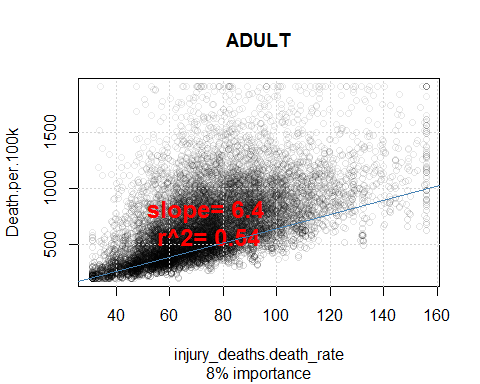 ADULT
Death.per.100k
1500
1000
500
slope= 6.4
r^2= 0.54
40 60 80 100 120 140 160
injury_deaths.death_rate
8% importance